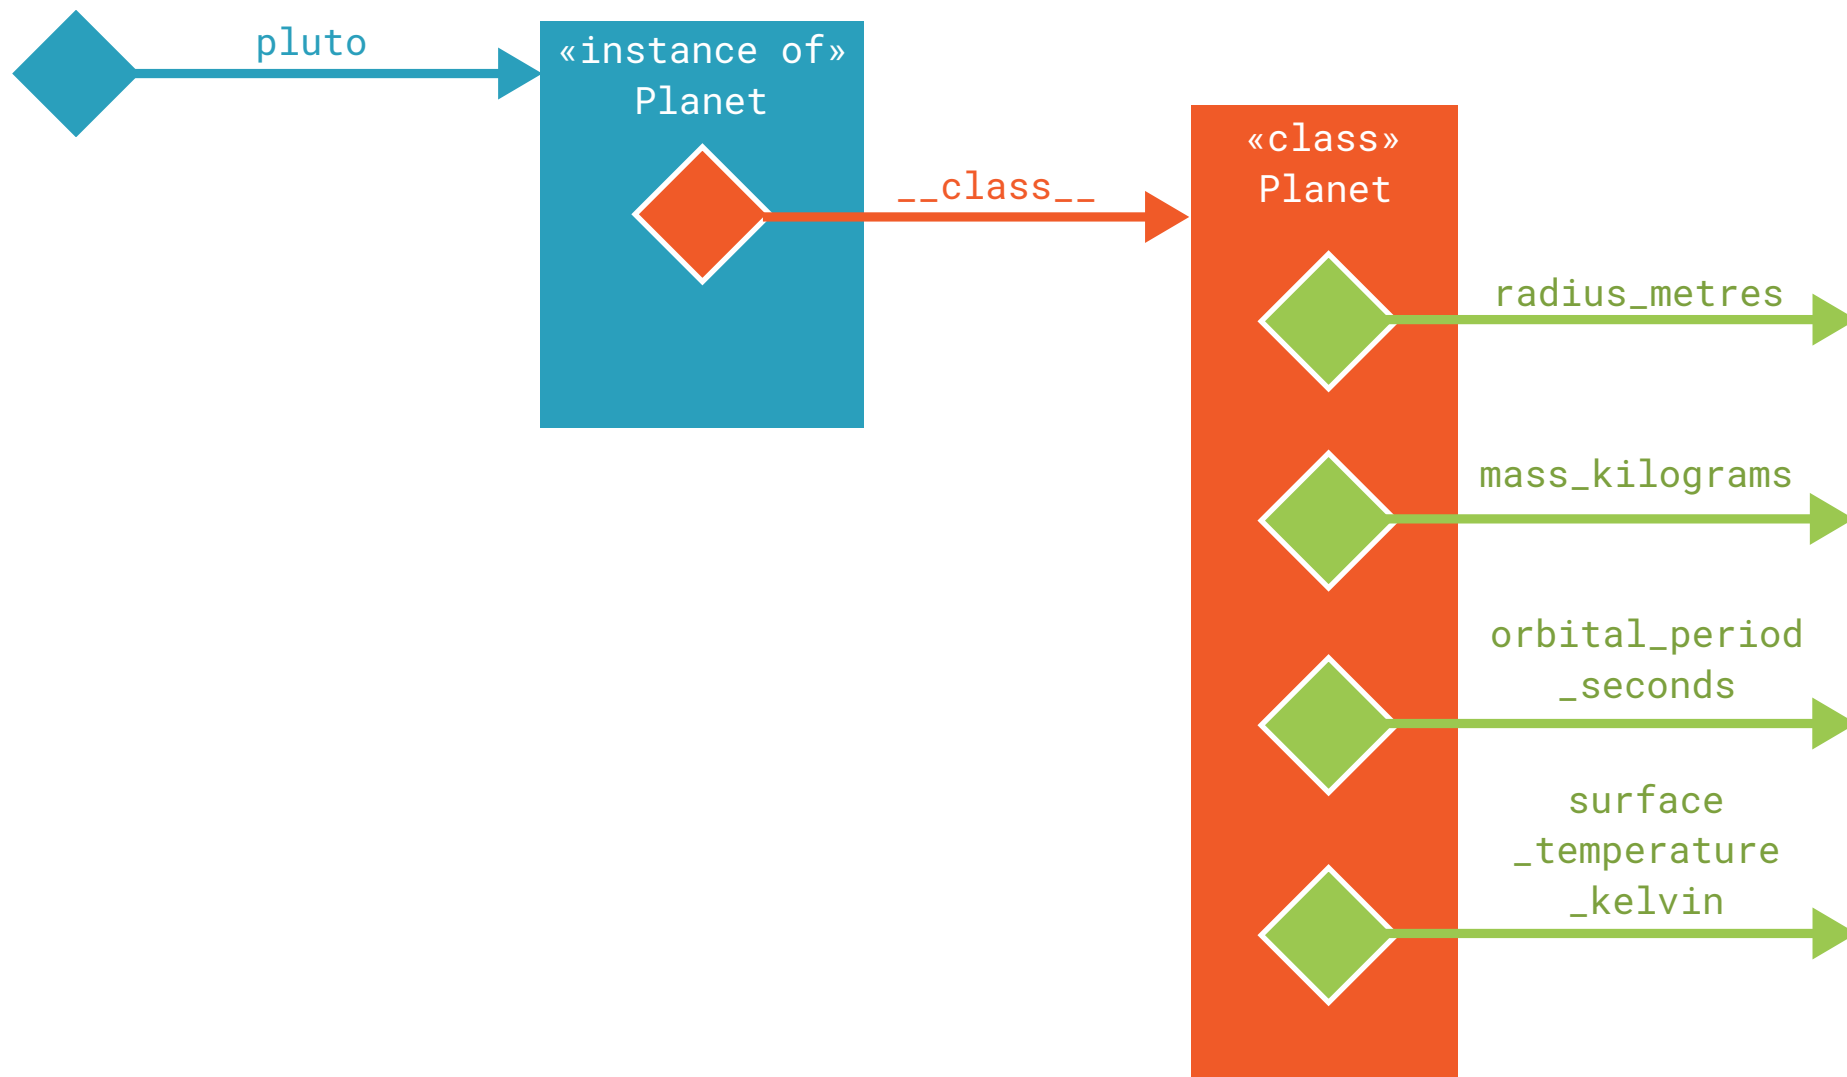 pluto
«instance of»
Planet
__class__
«class»
Planet
radius_metres
mass_kilograms
orbital_period
_seconds
surface
_temperature
_kelvin